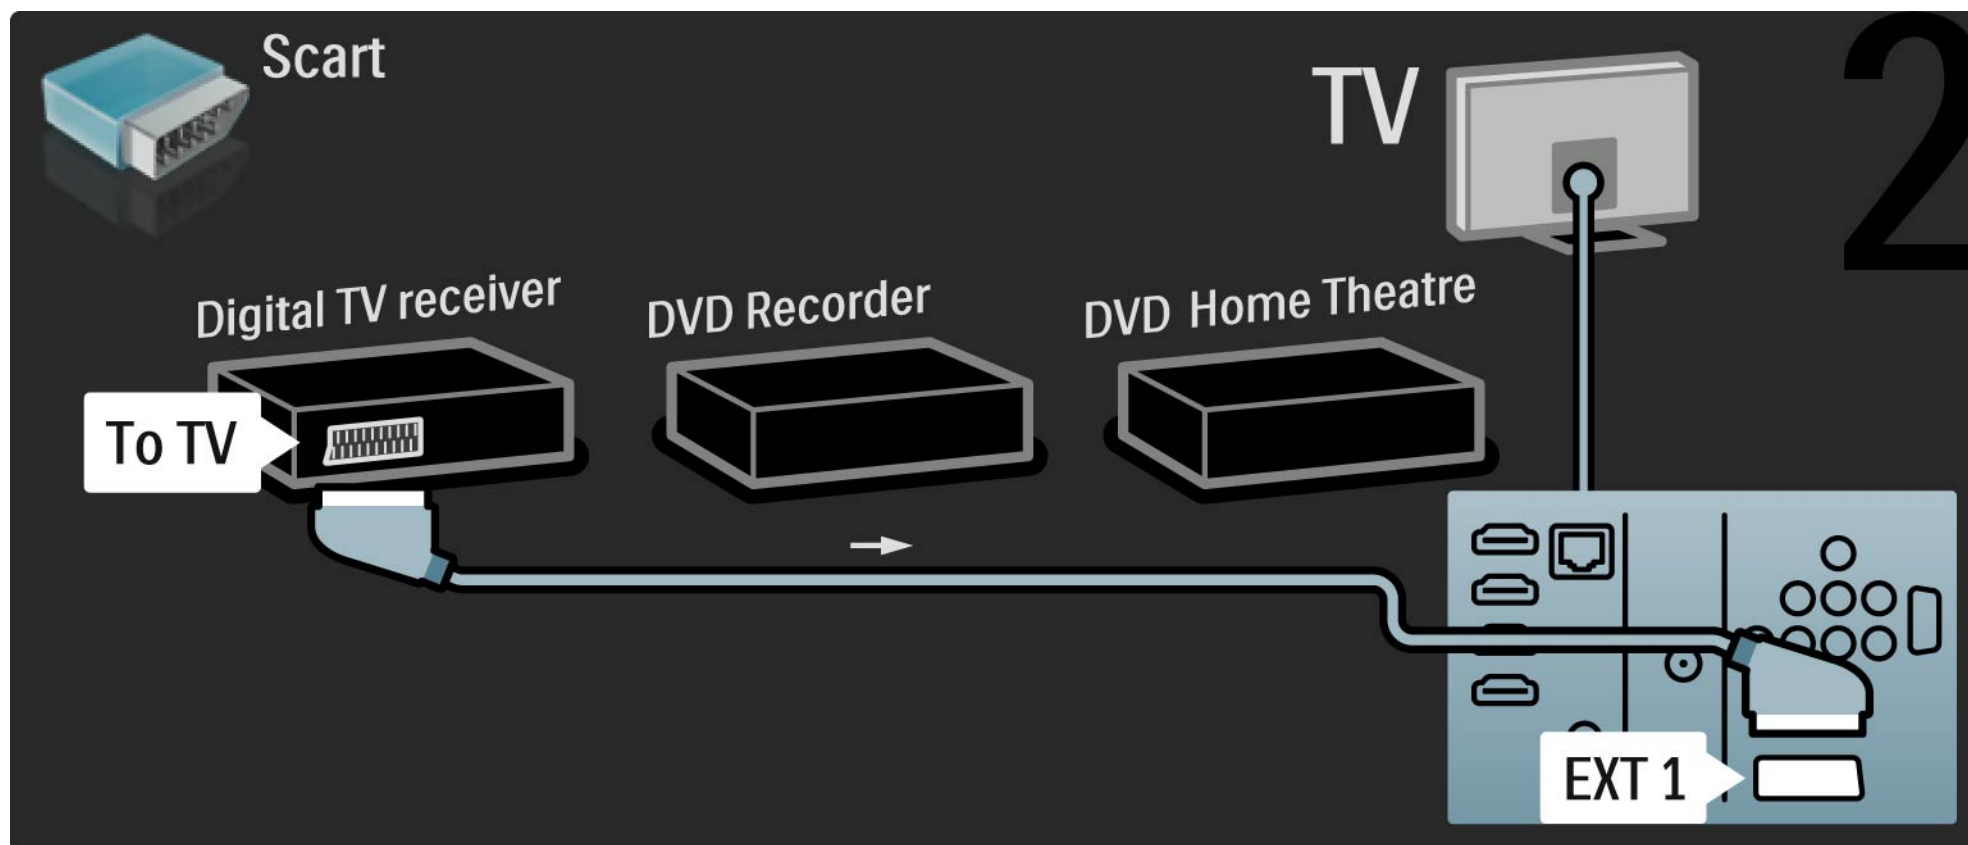 Scart
TV
2
Digital TV receiver
DVD Recorder
DVD Home Theatre
To TV
EXT 1